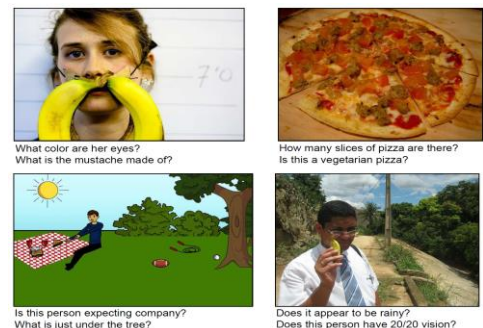 7'0
What color are her eyes?
What is the mustache made of?
How many slices of pizza are there?
Is this a vegetarian pizza?
Is this person expecting company?
What is just under the tree?
Does it appear to be rainy?
Does this person have 20/20 vision?